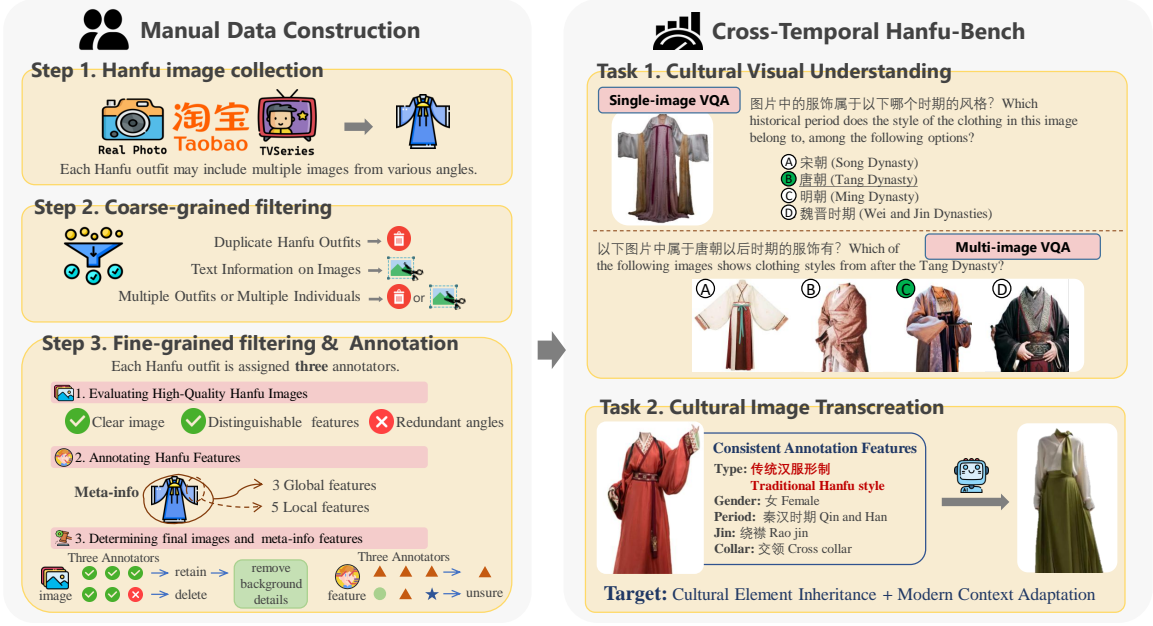 Manual Data Construction
Step 1. Hanfu image collection
Real Photo
淘宝
Taobao
TVSeries
Each Hanfu outfit may include multiple images from various angles.
Step 2. Coarse-grained filtering
Duplicate Hanfu Outfits
Text Information on Images
Multiple Outfits or Multiple Individuals
or
Step 3. Fine-grained filtering & Annotation
Each Hanfu outfit is assigned three annotators.
1. Evaluating High-Quality Hanfu Images
Clear image
Distinguishable features
Redundant angles
2. Annotating Hanfu Features
Meta-info
3 Global features
5 Local features
3. Determining final images and meta-info features
Three Annotators
image
retain
delete
remove
background
details
Three Annotators
feature
unsure
Cross-Temporal Hanfu-Bench
Task 1. Cultural Visual Understanding
Single-image VQA
图片中的服饰属于以下哪个时期的风格？Which
historical period does the style of the clothing in this image
belong to, among the following options?
A 宋朝 (Song Dynasty)
B 唐朝 (Tang Dynasty)
C 明朝 (Ming Dynasty)
D 魏晋时期 (Wei and Jin Dynasties)
Multi-image VQA
以下图片中属于唐朝以后时期的服饰有？Which of
the following images shows clothing styles from after the Tang Dynasty?
A
B
C
D
Task 2. Cultural Image Transcreation
Consistent Annotation Features
Type: 传统汉服形制
Traditional Hanfu style
Gender: 女 Female
Period: 秦汉时期 Qin and Han
Jin: 绕襟 Rao jin
Collar: 交领 Cross collar
Target: Cultural Element Inheritance + Modern Context Adaptation